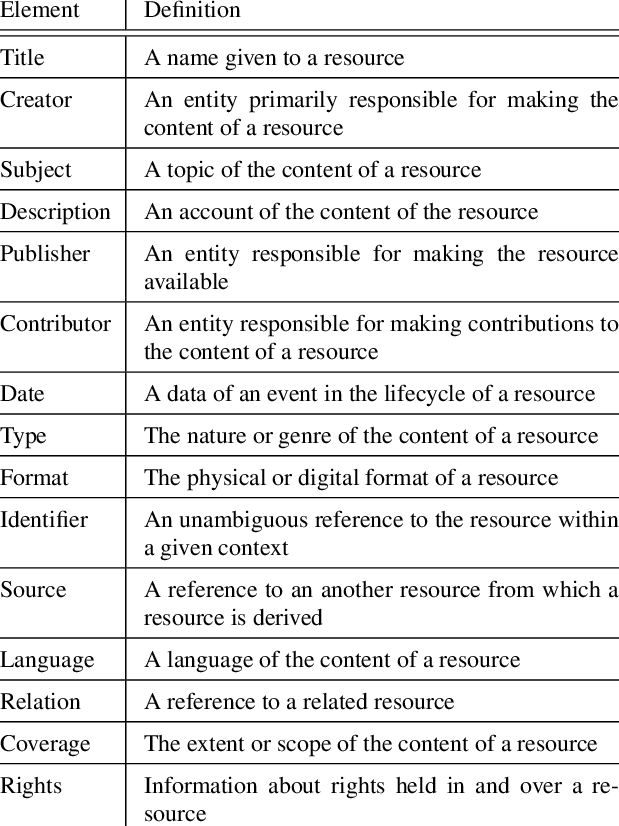 Element Definition
Title A name given to a resource
Creator An entity primarily responsible for making the
content of a resource
Subject A topic of the content of a resource
Description An account of the content of the resource
Publisher An entity responsible for making the resource
available
Contributor An entity responsible for making contributions to
the content of a resource
Date A data of an event in the lifecycle of a resource
Type The nature or genre of the content of a resource
Format The physical or digital format of a resource
Identifier An unambiguous reference to the resource within
a given context
Source A reference to an another resource from which a
resource is derived
Language A language of the content of a resource
Relation A reference to a related resource
Coverage The extent or scope of the content of a resource
Rights Information about rights held in and over a re-
source